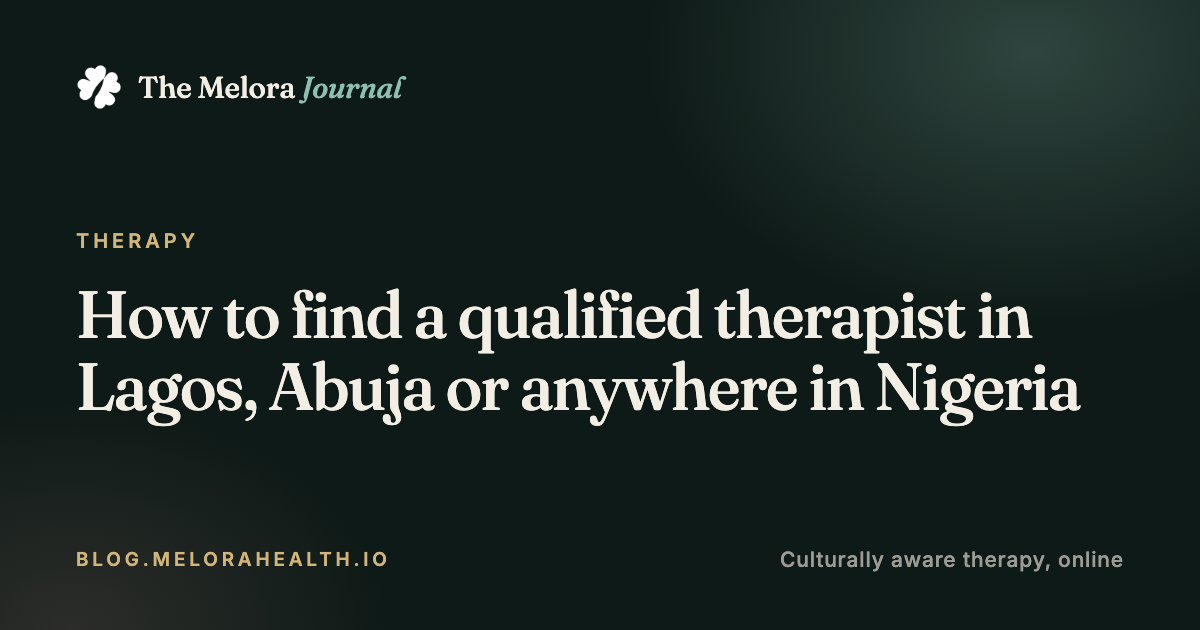 The Melora Journal
THERAPY
How to find a qualified therapist in
Lagos, Abuja or anywhere in Nigeria
BLOG.MELORAHEALTH.IO
Culturally aware therapy, online